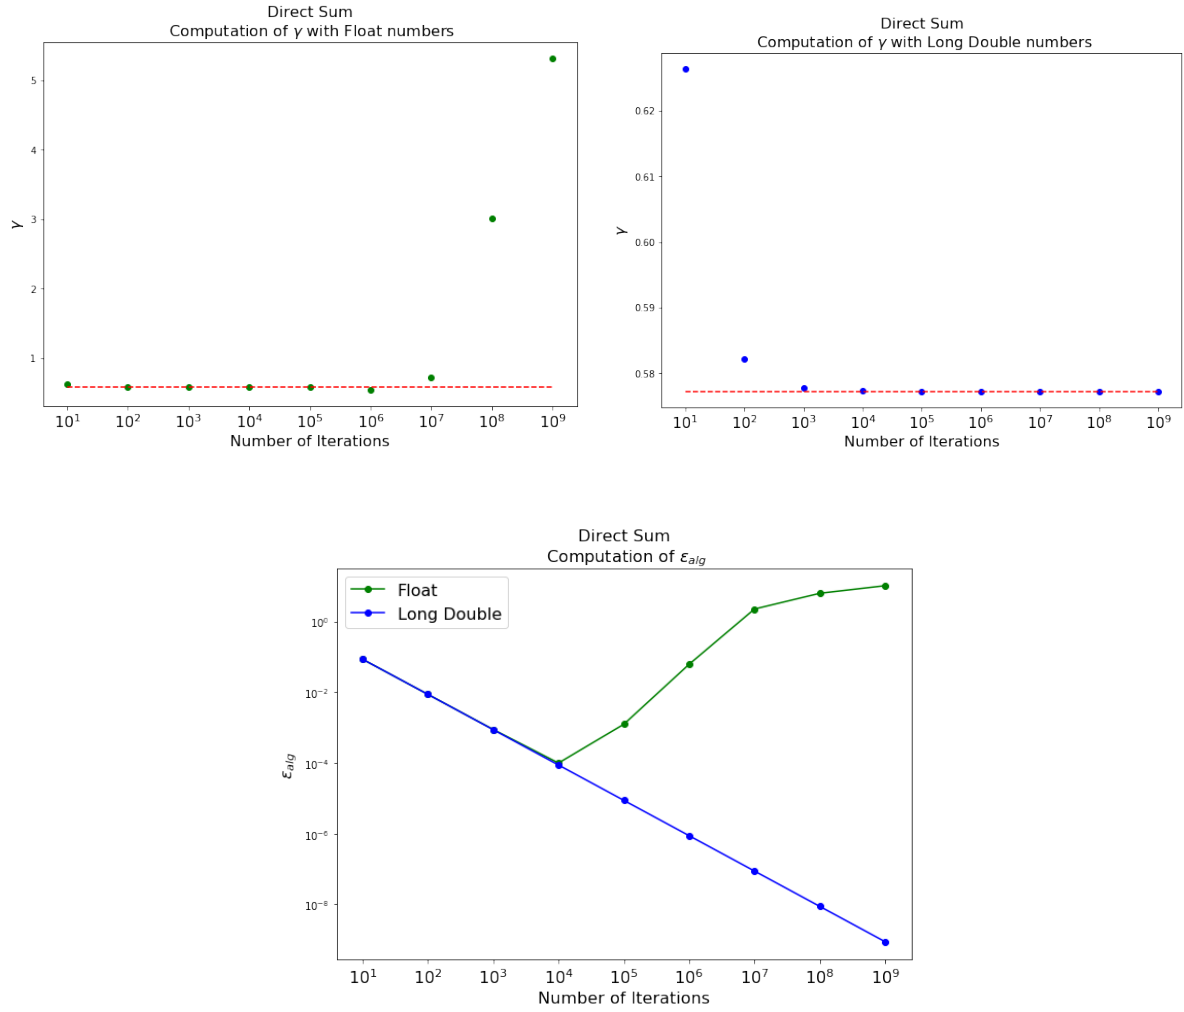 Direct Sum
Computation of γ with Float numbers
5
4
3
2
1
γ
10¹ 10² 10³ 10⁴ 10⁵ 10⁶ 10⁷ 10⁸ 10⁹
Number of Iterations
Direct Sum
Computation of γ with Long Double numbers
0.62
0.61
0.60
0.59
0.58
γ
10¹ 10² 10³ 10⁴ 10⁵ 10⁶ 10⁷ 10⁸ 10⁹
Number of Iterations
Direct Sum
Computation of ε_alg
Float
Long Double
10⁰
10⁻²
10⁻⁴
10⁻⁶
10⁻⁸
ε_alg
10¹ 10² 10³ 10⁴ 10⁵ 10⁶ 10⁷ 10⁸ 10⁹
Number of Iterations